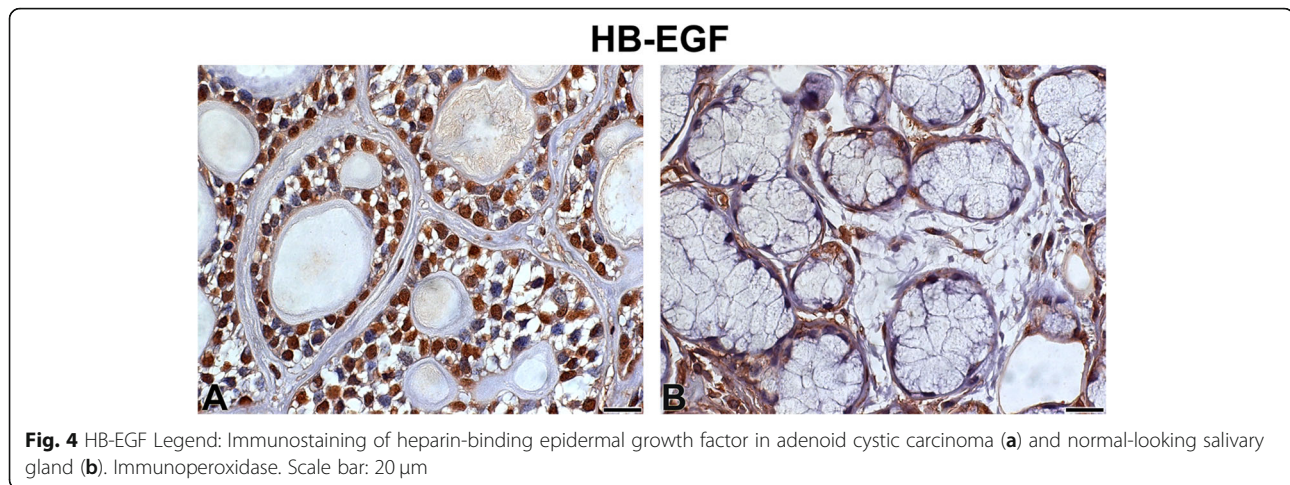 HB-EGF
A
B
Fig. 4 HB-EGF Legend: Immunostaining of heparin-binding epidermal growth factor in adenoid cystic carcinoma (a) and normal-looking salivary
gland (b). Immunoperoxidase. Scale bar: 20 μm